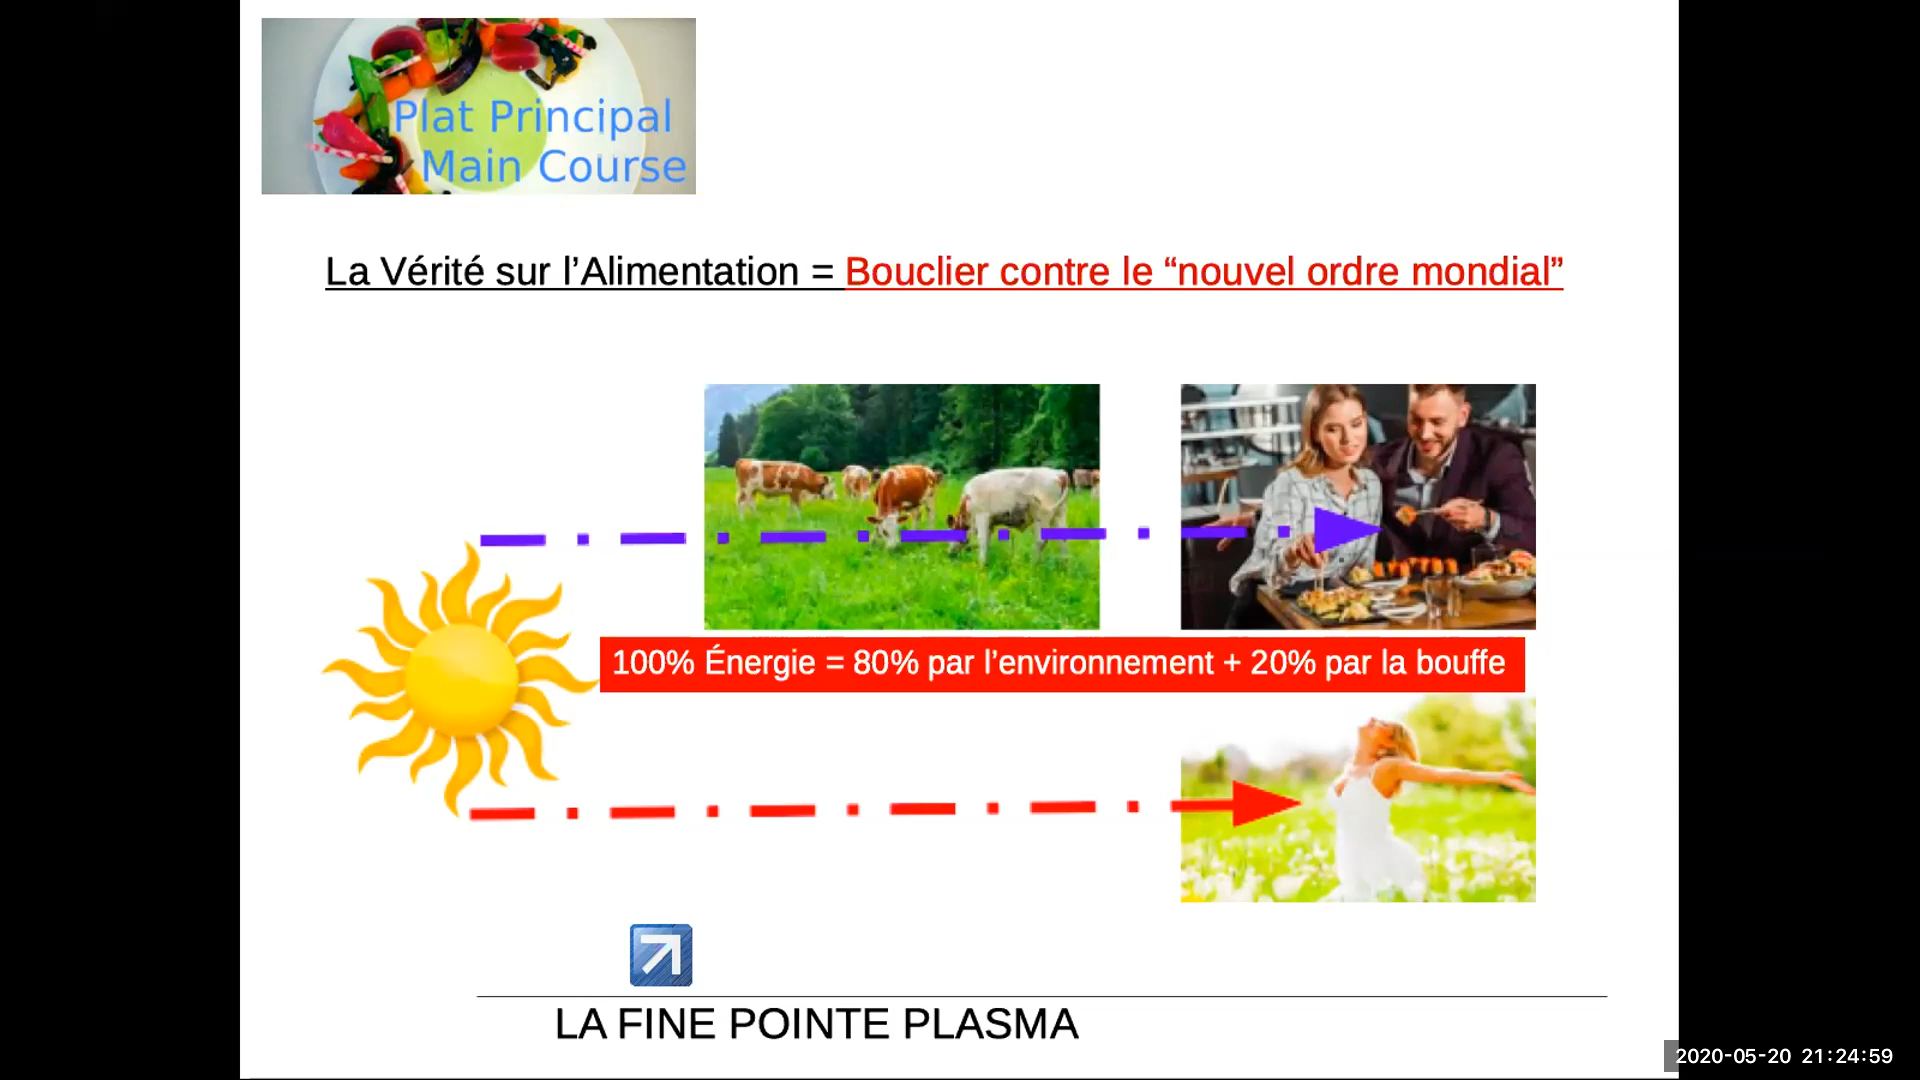 Plat Principal
Main Course
La Vérité sur l’Alimentation = Bouclier contre le “nouvel ordre mondial”
100% Énergie = 80% par l’environnement + 20% par la bouffe
LA FINE POINTE PLASMA
2020-05-20 21:24:59